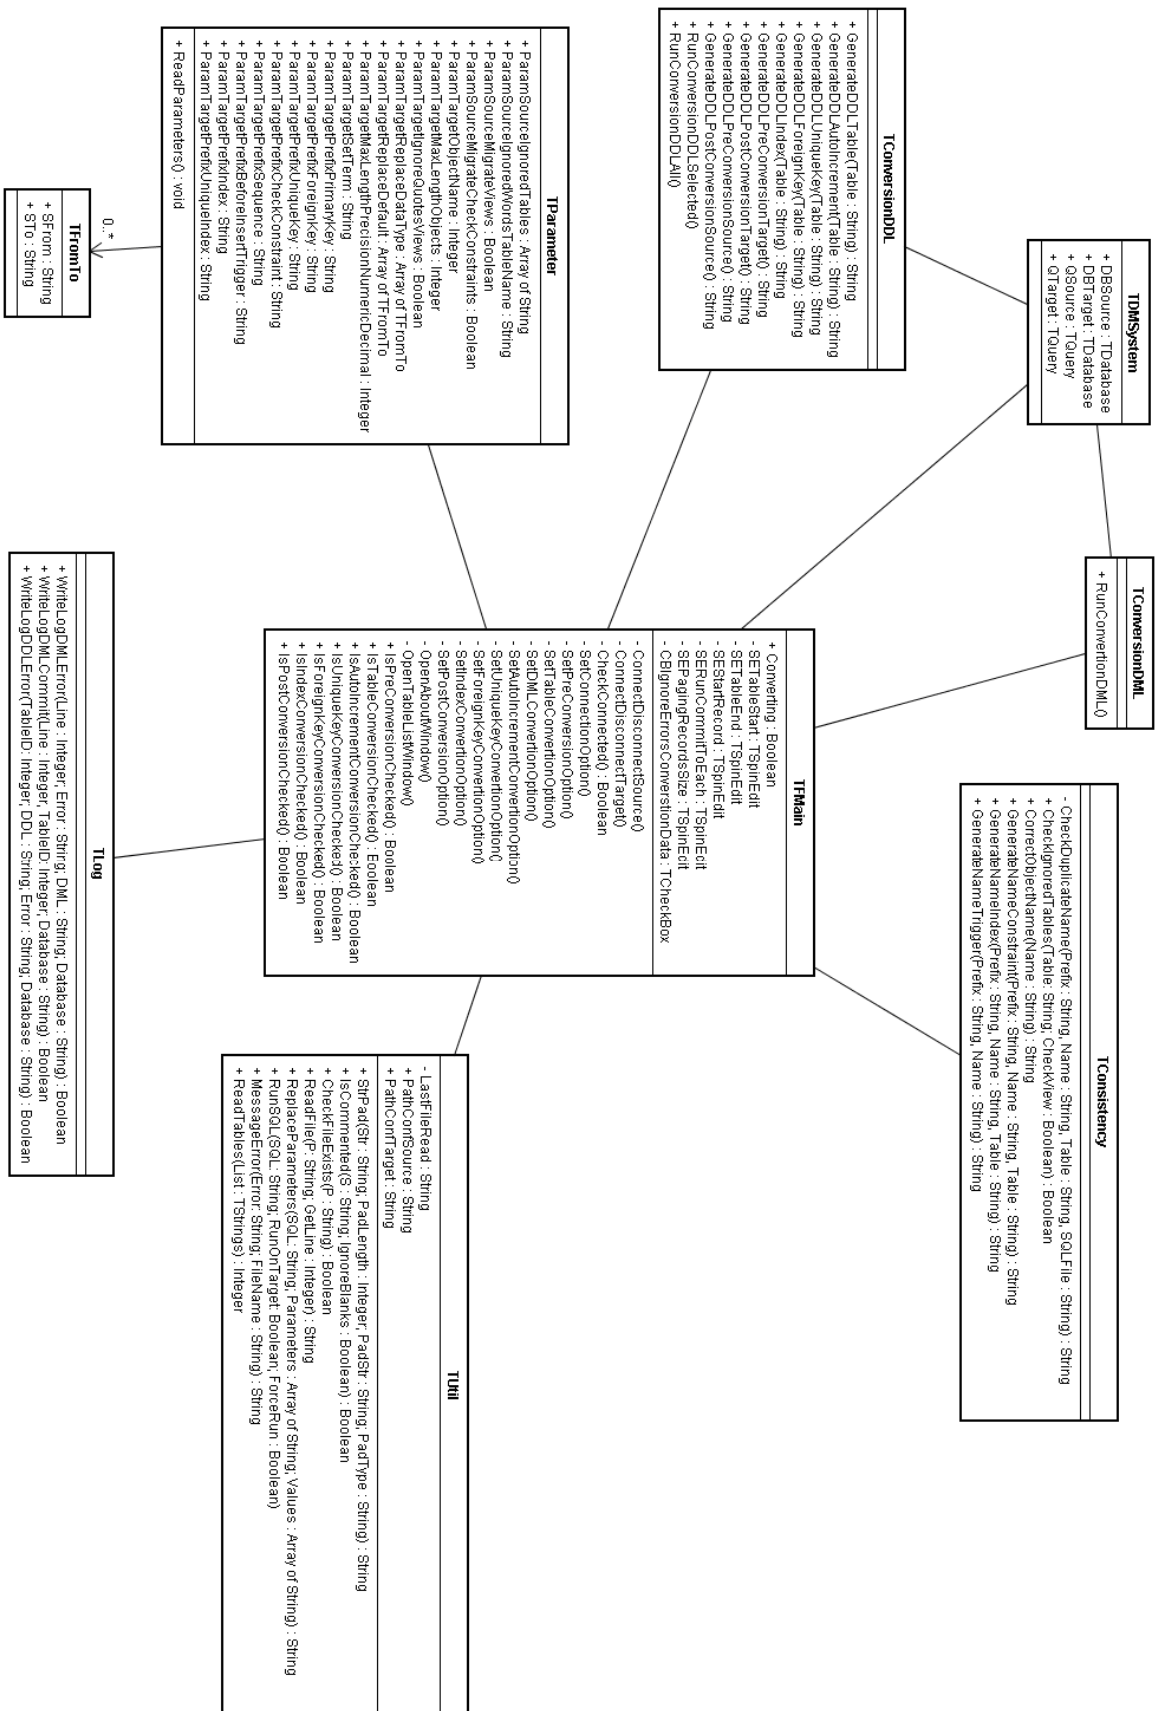 TDMSystem
+ DBSource : TDatabase
+ DBTarget : TDatabase
+ QSource : TQuery
+ QTarget : TQuery
TConversionDML
+ RunConvertionDML()
TConsistency
- CheckDuplicateName(Prefix : String, Name : String, Table : String, SQLFile : String) : String
+ CheckIgnoredTables(Table: String; CheckView : Boolean) : Boolean
+ CorrectObjectName(Name : String) : String
+ GenerateNameConstraint(Prefix : String, Name : String, Table : String) : String
+ GenerateNameIndex(Prefix : String, Name : String, Table : String) : String
+ GenerateNameTrigger(Prefix : String, Name : String) : String
TConversionDDL
+ GenerateDDLTable(Table : String) : String
+ GenerateDDLAutoIncrement(Table : String) : String
+ GenerateDDLUniqueKey(Table : String) : String
+ GenerateDDLForeignKey(Table : String) : String
+ GenerateDDLIndex(Table : String) : String
+ GenerateDDLPreConversionTarget() : String
+ GenerateDDLPostConversionTarget() : String
+ GenerateDDLPreConversionSource() : String
+ GenerateDDLPostConversionSource() : String
+ RunConversionDDLSelected()
+ RunConversionDDLAll()
TFMain
+ Converting : Boolean
- SETableStart : TSpinEdit
- SETableEnd : TSpinEdit
- SEStartRecord : TSpinEdit
- SERunCommitToEach : TSpinEdit
- SEPagingRecordsSize : TSpinEdit
- CBIgnoreErrorsConverstionData : TCheckBox
- ConnectDisconnectSource()
- ConnectDisconnectTarget()
- CheckConnected() : Boolean
- SetConnectionOption()
- SetPreConversionOption()
- SetTableConvertionOption()
- SetDMLConvertionOption()
- SetAutoIncrementConvertionOption()
- SetUniqueKeyConvertionOption()
- SetForeignKeyConvertionOption()
- SetIndexConvertionOption()
- SetPostConversionOption()
- OpenAboutWindow()
- OpenTableListWindow()
+ IsPreConversionChecked() : Boolean
+ IsTableConversionChecked() : Boolean
+ IsAutoIncrementConversionChecked() : Boolean
+ IsUniqueKeyConversionChecked() : Boolean
+ IsForeignKeyConversionChecked() : Boolean
+ IsIndexConversionChecked() : Boolean
+ IsPostConversionChecked() : Boolean
TParameter
+ ParamSourceIgnoredTables : Array of String
+ ParamSourceIgnoredWordsTableName : String
+ ParamSourceMigrateViews : Boolean
+ ParamSourceMigrateCheckConstraints : Boolean
+ ParamTargetObjectName : Integer
+ ParamTargetMaxLengthObjects : Integer
+ ParamTargetIgnoreQuotesViews : Boolean
+ ParamTargetReplaceDataType : Array of TFromTo
+ ParamTargetReplaceDefault : Array of TFromTo
+ ParamTargetMaxLengthPrecisionNumericDecimal : Integer
+ ParamTargetSetTerm : String
+ ParamTargetPrefixPrimaryKey : String
+ ParamTargetPrefixForeignKey : String
+ ParamTargetPrefixUniqueKey : String
+ ParamTargetPrefixCheckConstraint : String
+ ParamTargetPrefixSequence : String
+ ParamTargetPrefixBeforeInsertTrigger : String
+ ParamTargetPrefixIndex : String
+ ParamTargetPrefixUniqueIndex : String
+ ReadParameters() : void
TUtil
- LastFileRead : String
+ PathConfSource : String
+ PathConfTarget : String
+ StrPad(Str : String; PadLength : Integer; PadStr : String; PadType : String) : String
+ IsCommented(S : String; IgnoreBlanks : Boolean) : Boolean
+ CheckFileExists(P : String) : Boolean
+ ReadFile(P : String; GetLine : Integer) : String
+ ReplaceParameters(SQL : String; Parameters : Array of String; Values : Array of String) : String
+ RunSQL(SQL : String; RunOnTarget: Boolean; ForceRun : Boolean)
+ MessageError(Error: String; FileName : String) : String
+ ReadTables(List : TStrings) : Integer
0..*
TFromTo
+ SFrom : String
+ STo : String
TLog
+ WriteLogDMLError(Line : Integer; Error : String; DML : String; Database : String) : Boolean
+ WriteLogDMLCommit(Line : Integer, TableID: Integer; Database : String) : Boolean
+ WriteLogDDLError(TableID: Integer; DDL : String; Error : String; Database : String) : Boolean